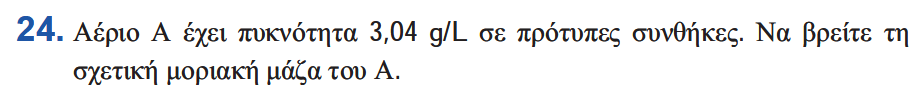 24. Αέριο Α έχει πυκνότητα 3,04 g/L σε πρότυπες συνθήκες. Να βρείτε τη
σχετική μοριακή μάζα του Α.